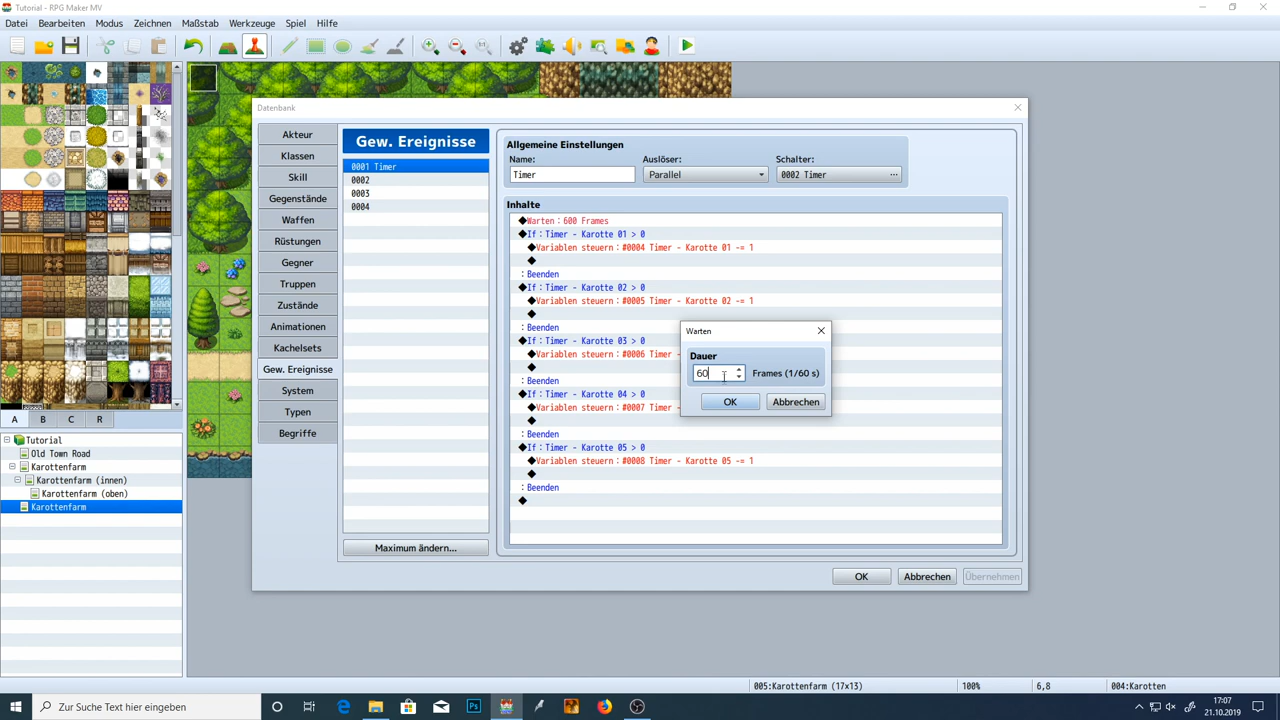 Tutorial - RPG Maker MV
Datei Bearbeiten Modus Zeichnen Maßstab Werkzeuge Spiel Hilfe
Datenbank
Akteur
Klassen
Skill
Gegenstände
Waffen
Rüstungen
Gegner
Truppen
Zustände
Animationen
Kachelsets
Gew. Ereignisse
System
Typen
Begriffe
Gew. Ereignisse
0001 Timer
0002
0003
0004
Maximum ändern...
Allgemeine Einstellungen
Name: Auslöser: Schalter:
Timer Parallel 0002 Timer ...
Inhalte
◆Warten：600 Frames
◆If：Timer - Karotte 01 > 0
◆Variablen steuern：#0004 Timer - Karotte 01 -= 1
◆
：Beenden
◆If：Timer - Karotte 02 > 0
◆Variablen steuern：#0005 Timer - Karotte 02 -= 1
◆
：Beenden
◆If：Timer - Karotte 03 > 0
◆Variablen steuern：#0006 Timer -
◆
：Beenden
◆If：Timer - Karotte 04 > 0
◆Variablen steuern：#0007 Timer -
◆
：Beenden
◆If：Timer - Karotte 05 > 0
◆Variablen steuern：#0008 Timer - Karotte 05 -= 1
◆
：Beenden
◆
Warten
Dauer
60 Frames (1/60 s)
OK Abbrechen
OK Abbrechen Übernehmen
A B C R
Tutorial
Old Town Road
Karottenfarm
Karottenfarm (innen)
Karottenfarm (oben)
Karottenfarm
005:Karottenfarm (17×13) 100% 6,8 004:Karotten
Zur Suche Text hier eingeben
17:07
21.10.2019